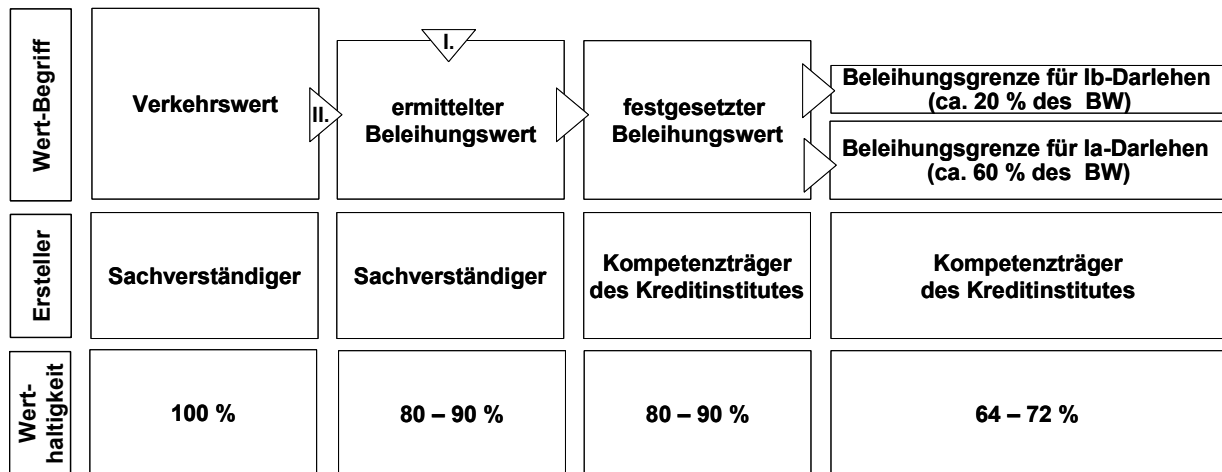 Wert-Begriff
Verkehrswert
II.
I.
ermittelter
Beleihungswert
festgesetzter
Beleihungswert
Beleihungsgrenze für Ib-Darlehen
(ca. 20 % des BW)
Beleihungsgrenze für Ia-Darlehen
(ca. 60 % des BW)
Ersteller
Sachverständiger
Sachverständiger
Kompetenzträger
des Kreditinstitutes
Kompetenzträger
des Kreditinstitutes
Wert-
haltigkeit
100 %
80 – 90 %
80 – 90 %
64 – 72 %